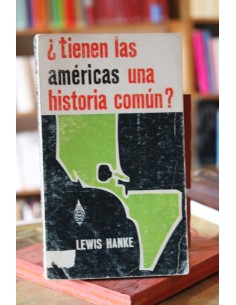 ¿tienen las
américas una
historia común?
LEWIS HANKE